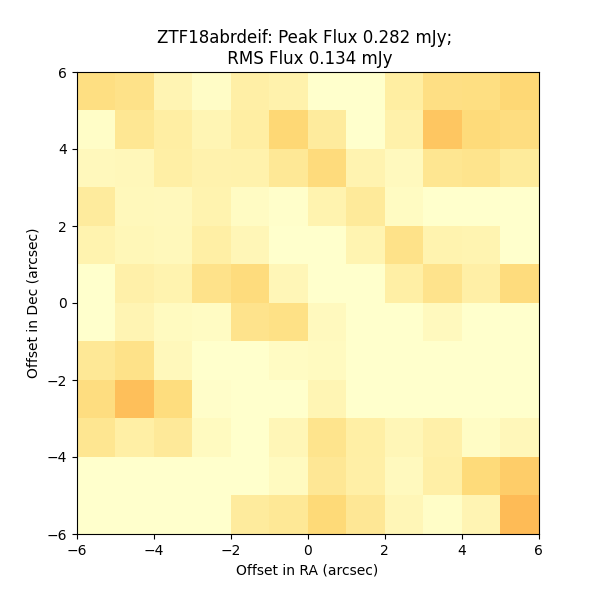 ZTF18abrdeif: Peak Flux 0.282 mJy;
RMS Flux 0.134 mJy
6
4
2
0
−2
−4
−6
Offset in Dec (arcsec)
−6 −4 −2 0 2 4 6
Offset in RA (arcsec)